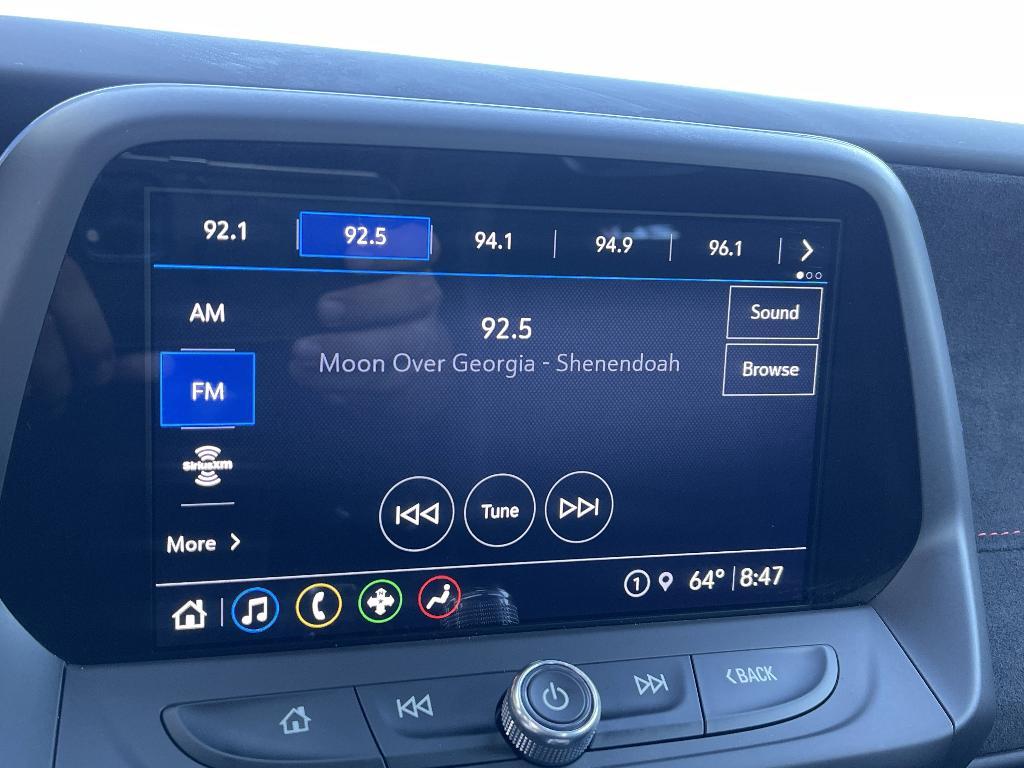 92.1 92.5 94.1 94.9 96.1
AM
92.5
Sound
Moon Over Georgia - Shenendoah
Browse
FM
SiriusXM
Tune
More
1 64° 8:47
BACK